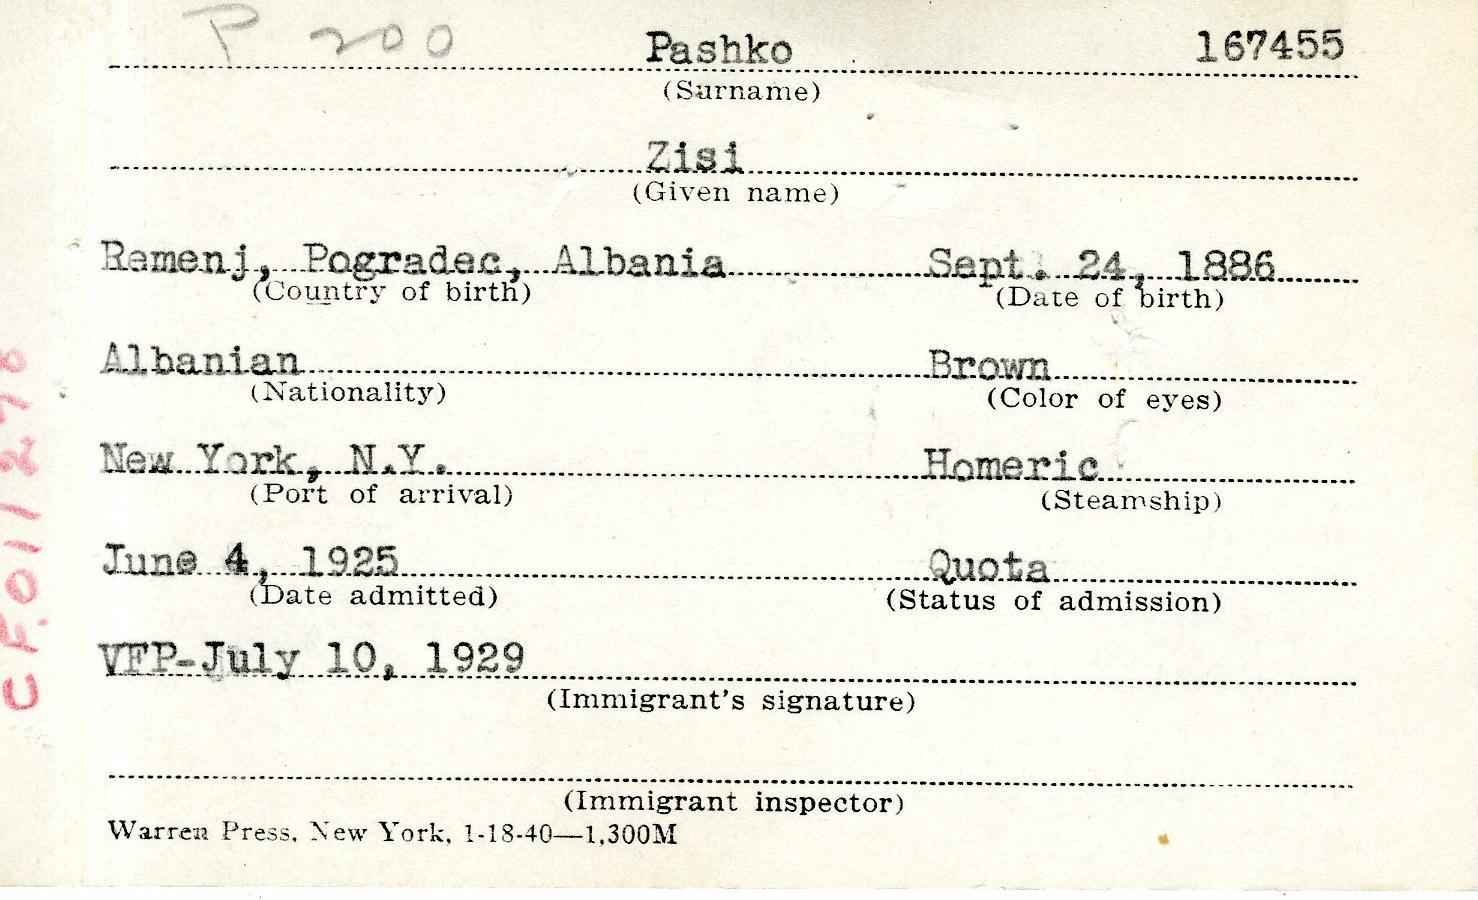 P 200 Pashko 167455
(Surname)
Zisi
(Given name)
Remenj, Pogradec, Albania Sept. 24, 1886
(Country of birth) (Date of birth)
Albanian Brown
(Nationality) (Color of eyes)
New York, N.Y. Homeric
(Port of arrival) (Steamship)
June 4, 1925 Quota
(Date admitted) (Status of admission)
VFP-July 10, 1929
(Immigrant's signature)
(Immigrant inspector)
Warren Press, New York, 1-18-40—1,300M